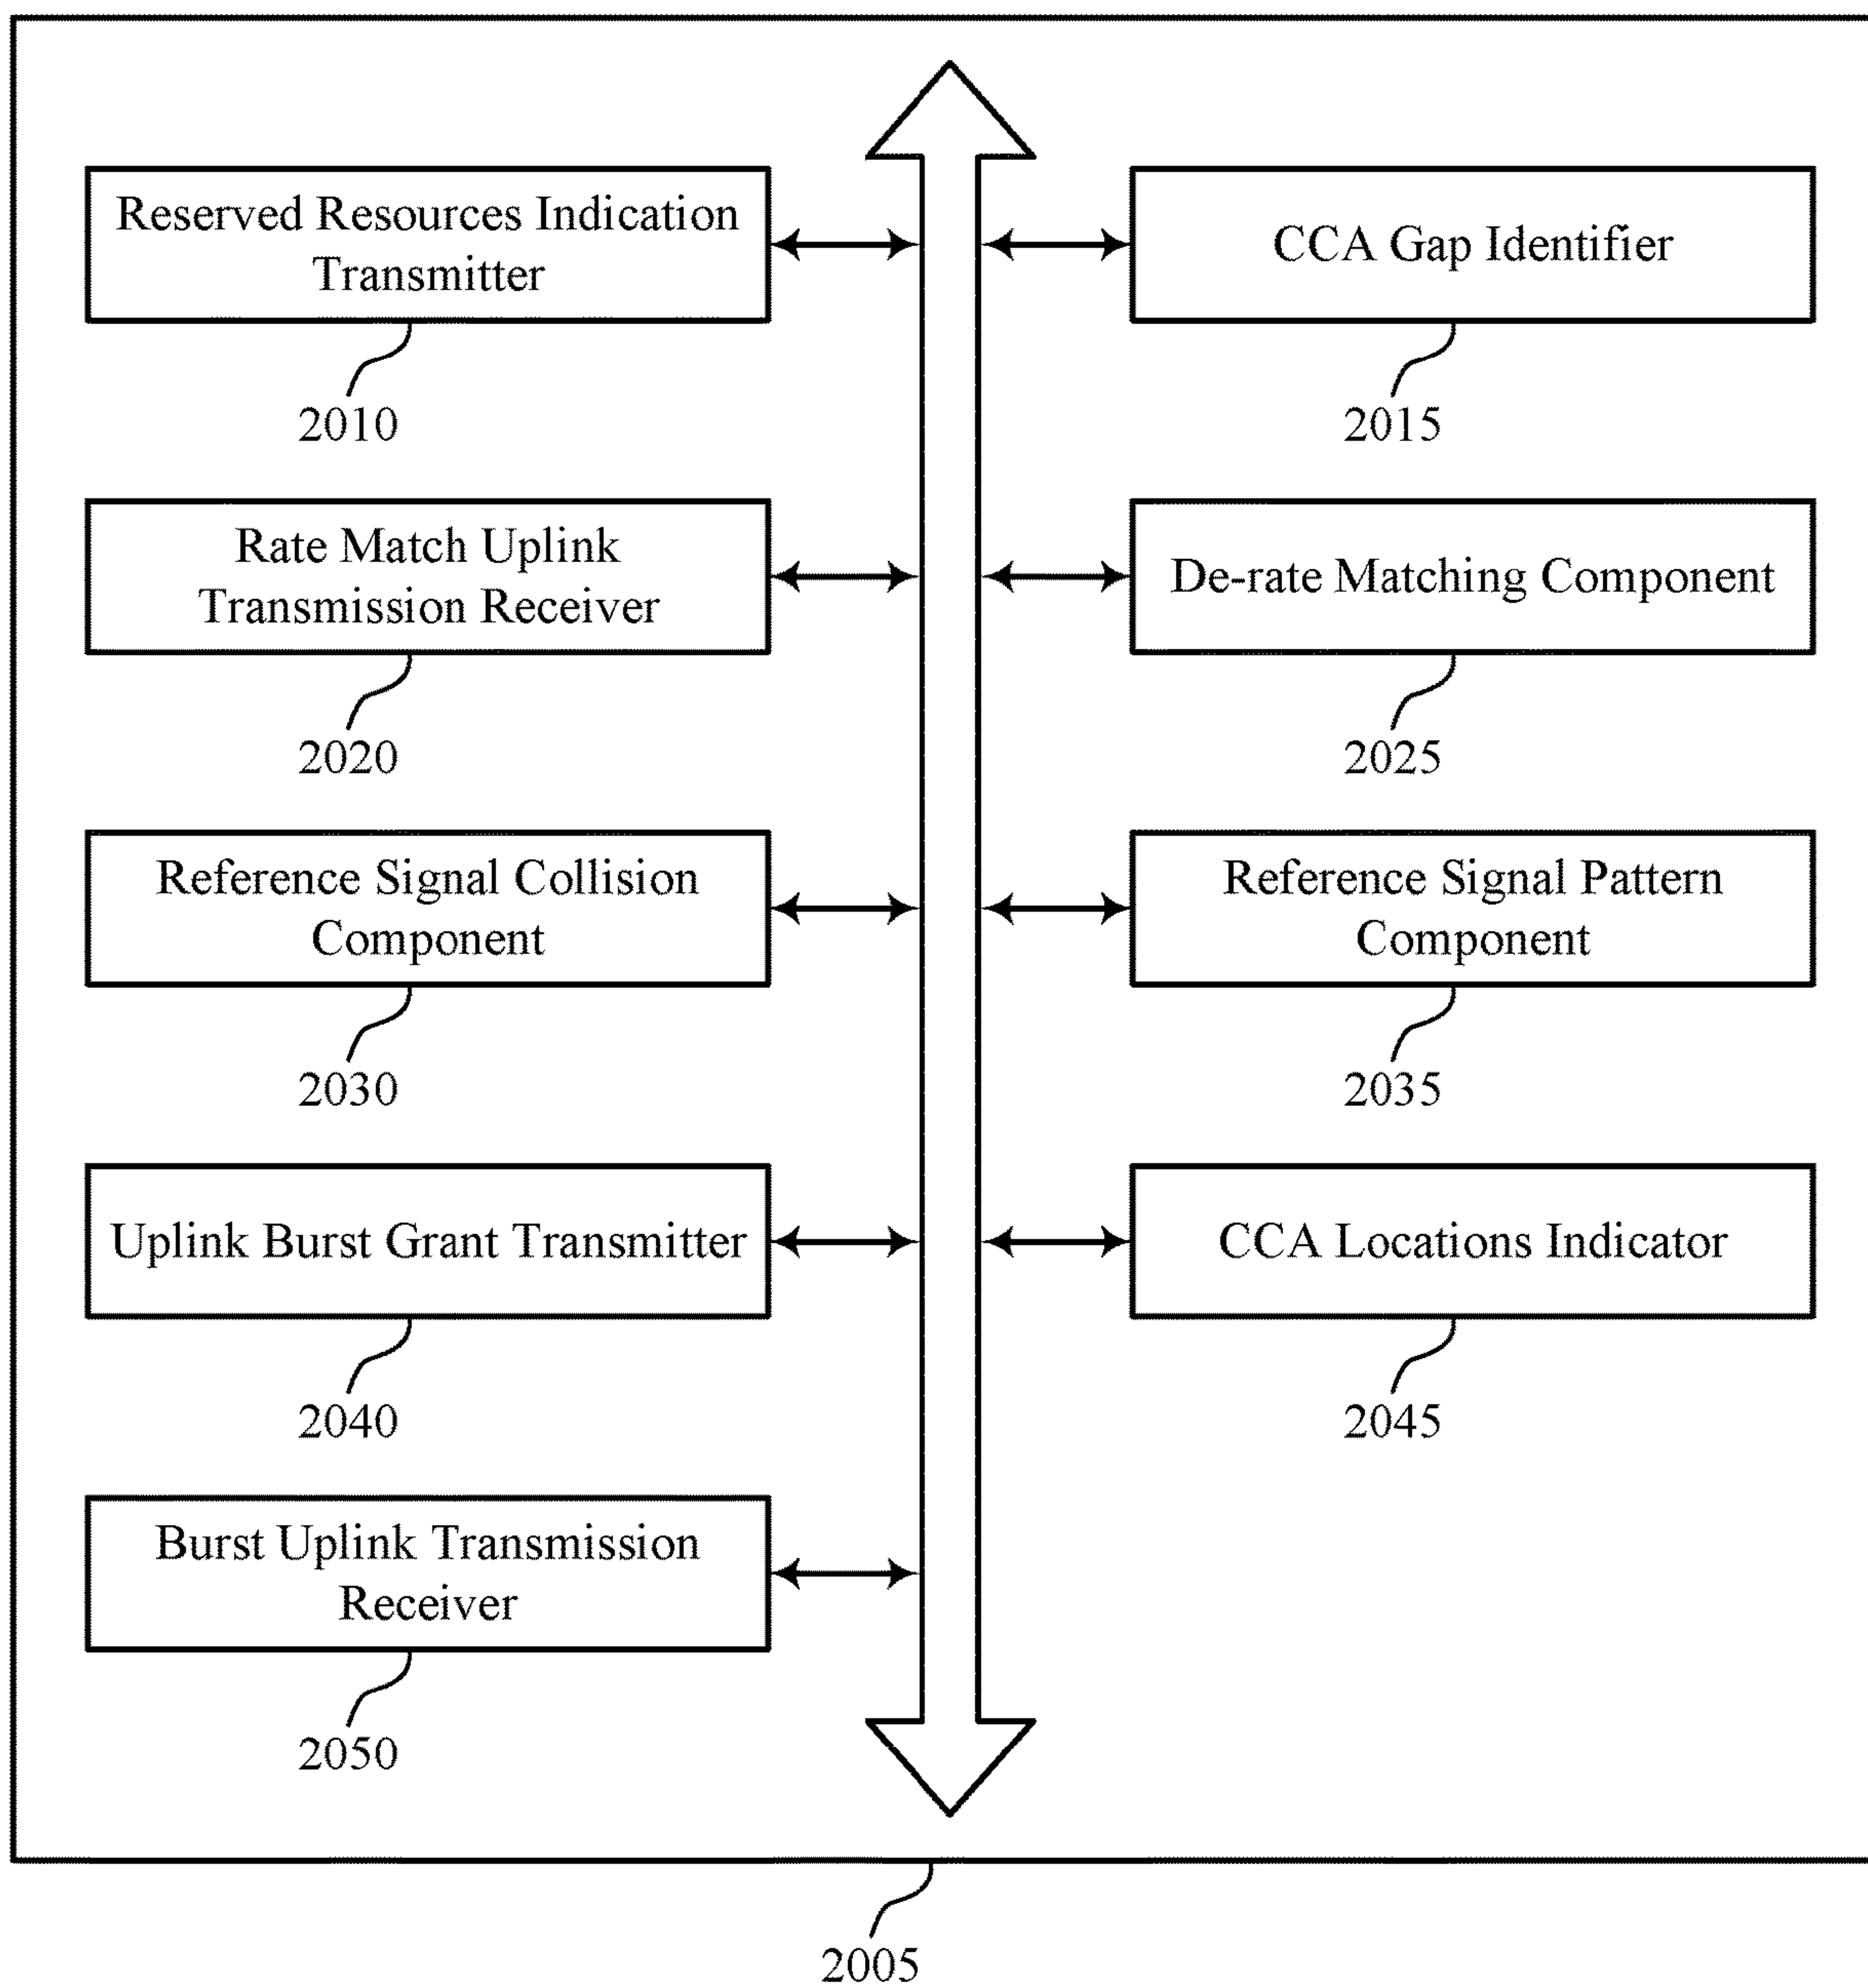 Reserved Resources Indication
Transmitter
2010
CCA Gap Identifier
2015
Rate Match Uplink
Transmission Receiver
2020
De-rate Matching Component
2025
Reference Signal Collision
Component
2030
Reference Signal Pattern
Component
2035
Uplink Burst Grant Transmitter
2040
CCA Locations Indicator
2045
Burst Uplink Transmission
Receiver
2050
2005